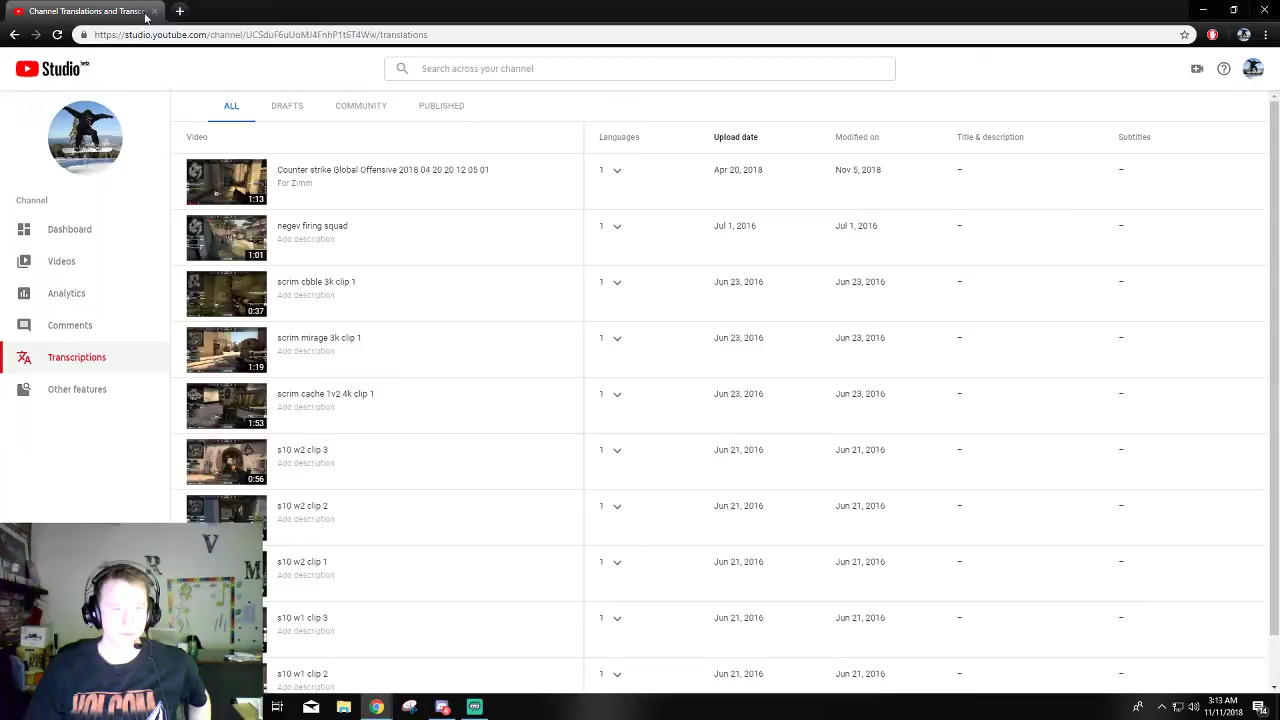 Channel Translations and Transcr
https://studio.youtube.com/channel/UCSduF6uUoMJ4FnhP1t6T4Ww/translations
Studio beta
Search across your channel
ALL DRAFTS COMMUNITY PUBLISHED
Video Languages Upload date Modified on Title & description Subtitles
Channel
Dashboard
Videos
Analytics
Comments
Transcriptions
Other features
Counter strike Global Offensive 2018 04 20 20 12 05 01 1 Apr 20, 2018 Nov 5, 2018 – –
1:13
negev firing squad 1 Jul 1, 2016 Jul 1, 2016 – –
Add description
1:01
scrim cbble 3k clip 1 1 Jun 23, 2016 Jun 23, 2016 – –
Add description
0:37
scrim mirage 3k clip 1 Jun 23, 2016 Jun 23, 2016 – –
Add description
1:19
scrim cache 1v2 4k clip 1 Jun 23, 2016 Jun 23, 2016 – –
Add description
1:53
s10 w2 clip 3 1 Jun 21, 2016 Jun 21, 2016 – –
Add description
0:56
s10 w2 clip 2 1 Jun 21, 2016 Jun 21, 2016 – –
Add description
s10 w2 clip 1 1 Jun 21, 2016 Jun 21, 2016 – –
Add description
s10 w1 clip 3 1 Jun 21, 2016 Jun 21, 2016 – –
Add description
s10 w1 clip 2 1 Jun 21, 2016 Jun 21, 2016 – –
Add description
R V M
VOLCOM
3:13 AM
11/11/2018